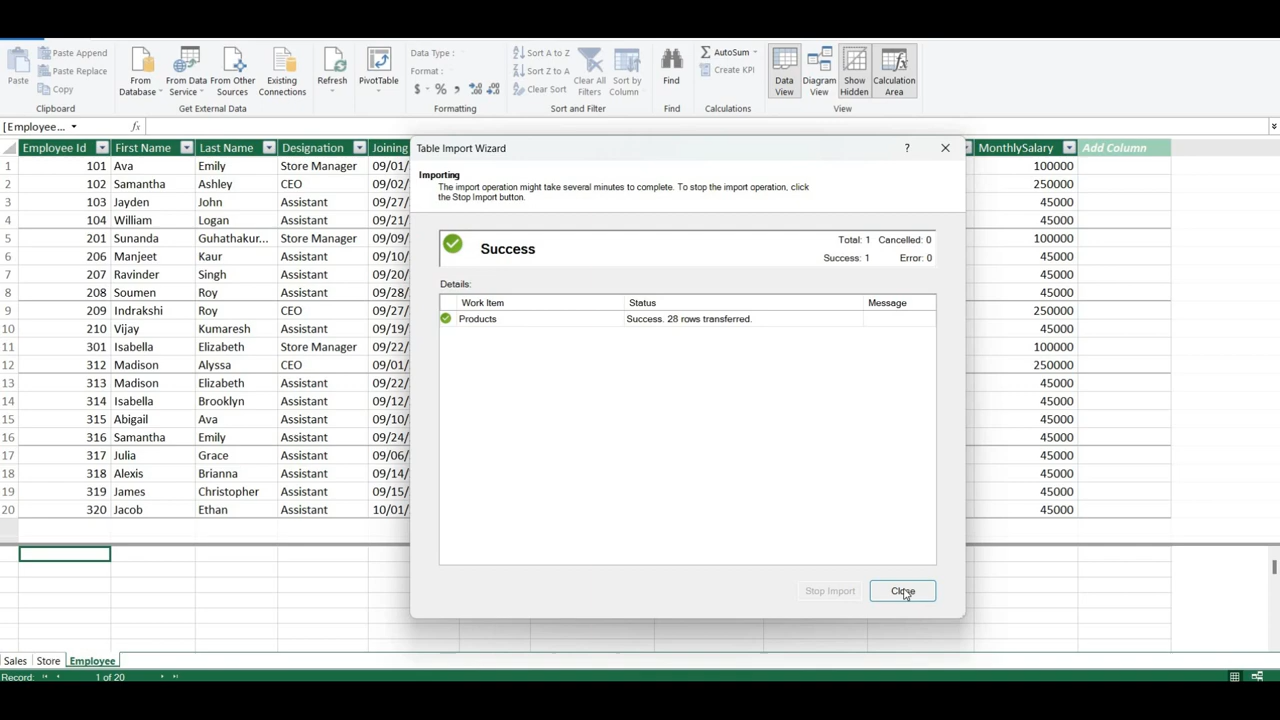 Paste
Paste Append
Paste Replace
Copy
Clipboard
From Database
From Data Service
From Other Sources
Existing Connections
Get External Data
Refresh
PivotTable
Data Type :
Format :
$ % ,
Formatting
Sort A to Z
Sort Z to A
Clear Sort
Clear All Filters
Sort by Column
Sort and Filter
Find
Find
AutoSum
Create KPI
Calculations
Data View
Diagram View
Show Hidden
Calculation Area
View
[Employee... fx
Employee Id First Name Last Name Designation Joining MonthlySalary Add Column
1 101 Ava Emily Store Manager 09/01/ 100000
2 102 Samantha Ashley CEO 09/02/ 250000
3 103 Jayden John Assistant 09/27/ 45000
4 104 William Logan Assistant 09/21/ 45000
5 201 Sunanda Guhathakur... Store Manager 09/09/ 100000
6 206 Manjeet Kaur Assistant 09/10/ 45000
7 207 Ravinder Singh Assistant 09/20/ 45000
8 208 Soumen Roy Assistant 09/28/ 45000
9 209 Indrakshi Roy CEO 09/27/ 250000
10 210 Vijay Kumaresh Assistant 09/19/ 45000
11 301 Isabella Elizabeth Store Manager 09/22/ 100000
12 312 Madison Alyssa CEO 09/01/ 250000
13 313 Madison Elizabeth Assistant 09/22/ 45000
14 314 Isabella Brooklyn Assistant 09/12/ 45000
15 315 Abigail Ava Assistant 09/10/ 45000
16 316 Samantha Emily Assistant 09/24/ 45000
17 317 Julia Grace Assistant 09/06/ 45000
18 318 Alexis Brianna Assistant 09/14/ 45000
19 319 James Christopher Assistant 09/15/ 45000
20 320 Jacob Ethan Assistant 10/01/ 45000
Table Import Wizard
?
Importing
The import operation might take several minutes to complete. To stop the import operation, click
the Stop Import button.
Success
Total: 1 Cancelled: 0
Success: 1 Error: 0
Details:
Work Item Status Message
Products Success. 28 rows transferred.
Stop Import Close
Sales Store Employee
Record: 1 of 20